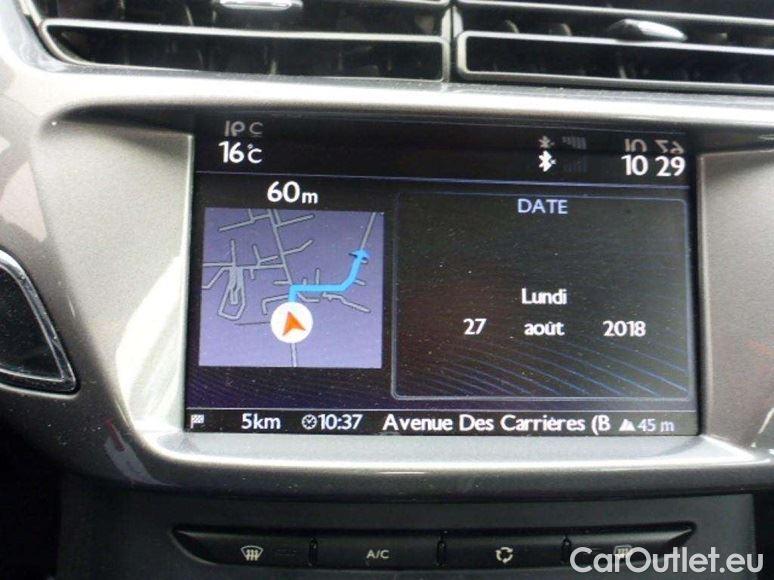 16°C 10 29
60m
DATE
Lundi
27 août 2018
5km 10:37 Avenue Des Carrières (B 45 m
A/C
CarOutlet.eu